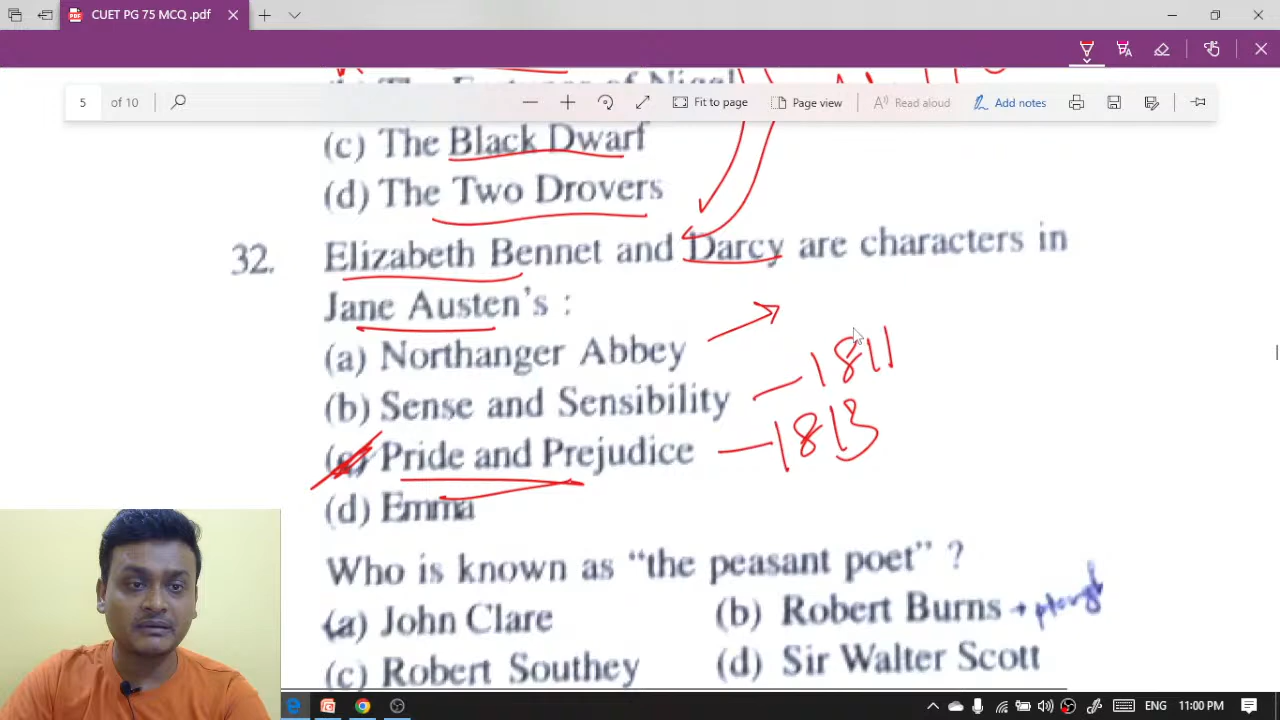 CUET PG 75 MCQ .pdf
5 of 10
Fit to page
Page view
Read aloud
Add notes
(c) The Black Dwarf
(d) The Two Drovers
32. Elizabeth Bennet and Darcy are characters in
Jane Austen's :
(a) Northanger Abbey
(b) Sense and Sensibility – 1811
(c) Pride and Prejudice – 1813
(d) Emma
Who is known as “the peasant poet” ?
(a) John Clare
(b) Robert Burns
(c) Robert Southey
(d) Sir Walter Scott
ENG 11:00 PM